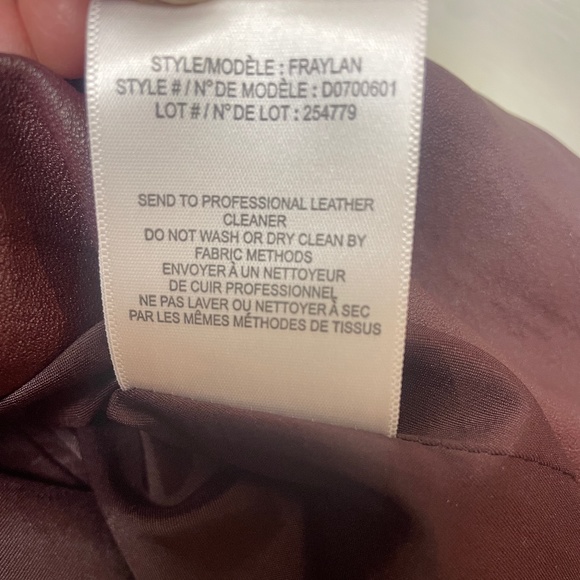 STYLE/MODÈLE : FRAYLAN
STYLE # / N° DE MODÈLE : D0700601
LOT # / N° DE LOT : 254779
SEND TO PROFESSIONAL LEATHER
CLEANER
DO NOT WASH OR DRY CLEAN BY
FABRIC METHODS
ENVOYER À UN NETTOYEUR
DE CUIR PROFESSIONNEL
NE PAS LAVER OU NETTOYER À SEC
PAR LES MÊMES MÉTHODES DE TISSUS